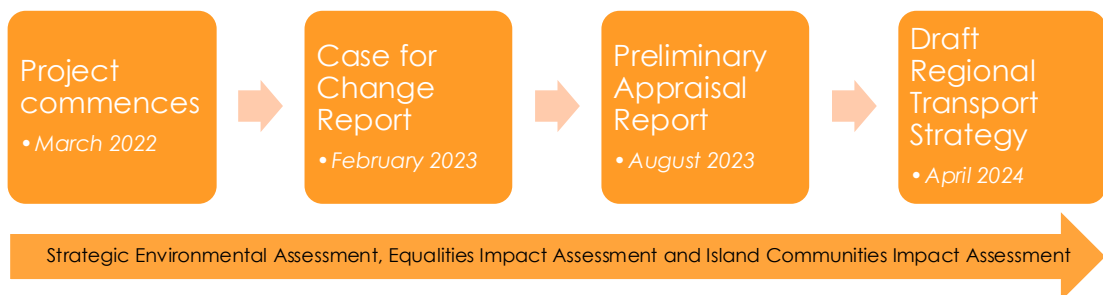 Project
commences
• March 2022
Case for
Change
Report
• February 2023
Preliminary
Appraisal
Report
• August 2023
Draft
Regional
Transport
Strategy
• April 2024
Strategic Environmental Assessment, Equalities Impact Assessment and Island Communities Impact Assessment